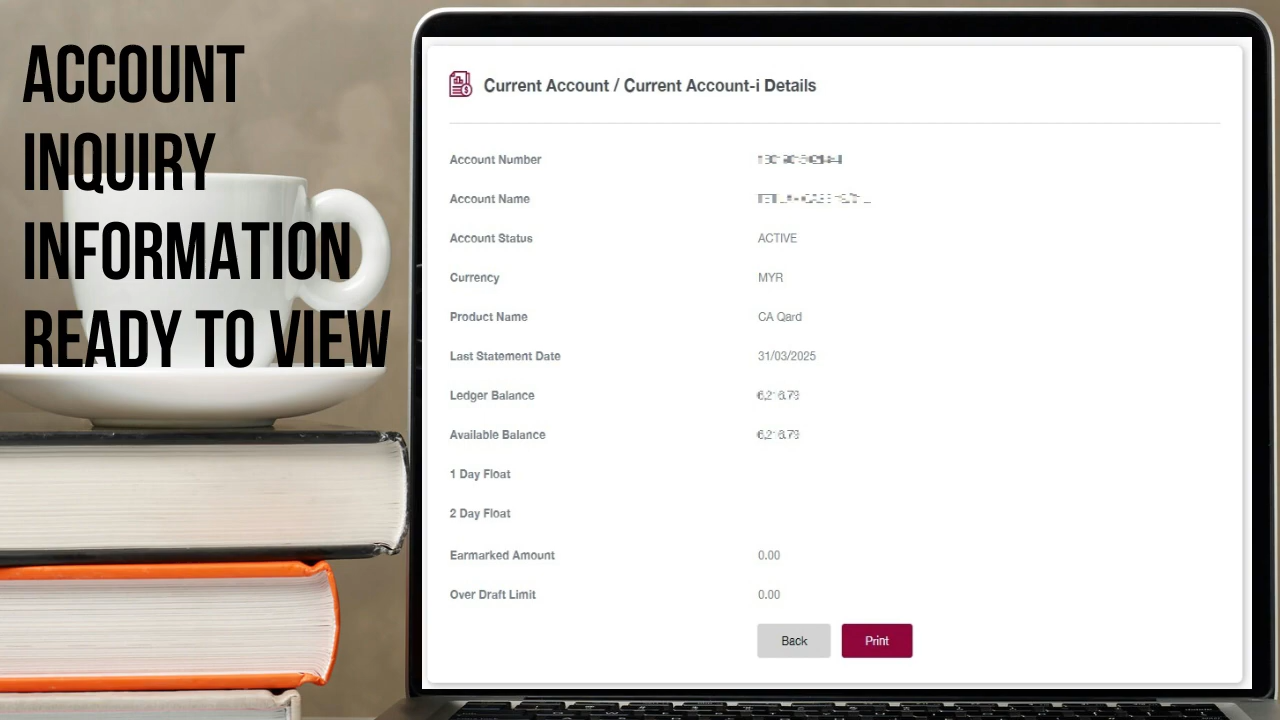 ACCOUNT
INQUIRY
INFORMATION
READY TO VIEW
Current Account / Current Account-i Details
Account Number
Account Name
Account Status ACTIVE
Currency MYR
Product Name CA Qard
Last Statement Date 31/03/2025
Ledger Balance
Available Balance
1 Day Float
2 Day Float
Earmarked Amount 0.00
Over Draft Limit 0.00
Back Print